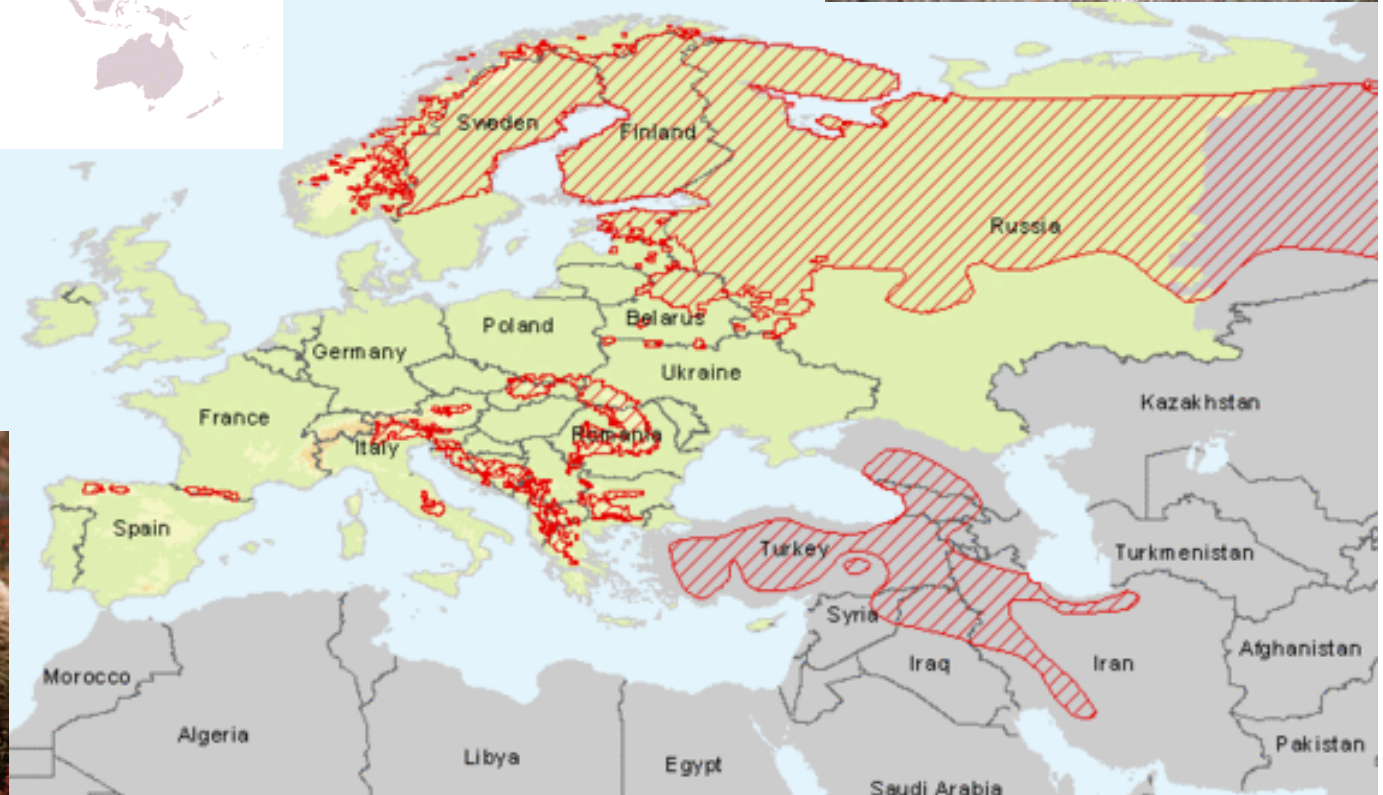 Sweden
Finland
Russia
Poland
Belarus
Germany
Ukraine
France
Kazakhstan
Romania
Italy
Spain
Turkey
Turkmenistan
Syria
Iraq
Iran
Afghanistan
Morocco
Algeria
Libya
Egypt
Pakistan
Saudi Arabia